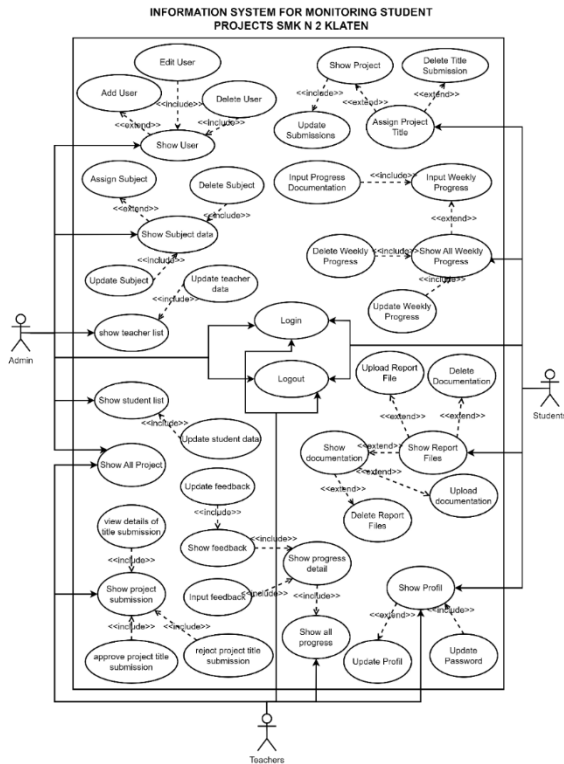 INFORMATION SYSTEM FOR MONITORING STUDENT
PROJECTS SMK N 2 KLATEN
Edit User
Add User
<<include>>
Delete User
<<extend>>
<<include>>
Show User
Show Project
Delete Title
Submission
<<include>>
<<extend>>
<<extend>>
Update
Submissions
Assign Project
Title
Assign Subject
Delete Subject
<<extend>>
<<include>>
Show Subject data
Update Subject
<<include>>
Update teacher
data
<<include>>
show teacher list
Input Progress
Documentation
<<include>>
Input Weekly
Progress
<<extend>>
Delete Weekly
Progress
<<include>>
Show All Weekly
Progress
<<include>>
Update Weekly
Progress
Login
Logout
Admin
Students
Show student list
<<include>>
Update student data
Show All Project
Upload Report
File
Delete
Documentation
<<extend>>
<<extend>>
Show
documentation
<<extend>>
Show Report
Files
<<extend>>
<<extend>>
Upload
documentation
Delete Report
Files
Update feedback
<<include>>
view details of
title submission
<<include>>
Show feedback
<<include>>
Show progress
detail
Show project
submission
Input feedback
<<include>>
<<include>>
<<include>>
<<include>>
Show all
progress
approve project title
submission
reject project title
submission
Show Profil
<<extend>>
<<include>>
Update Profil
Update
Password
Teachers